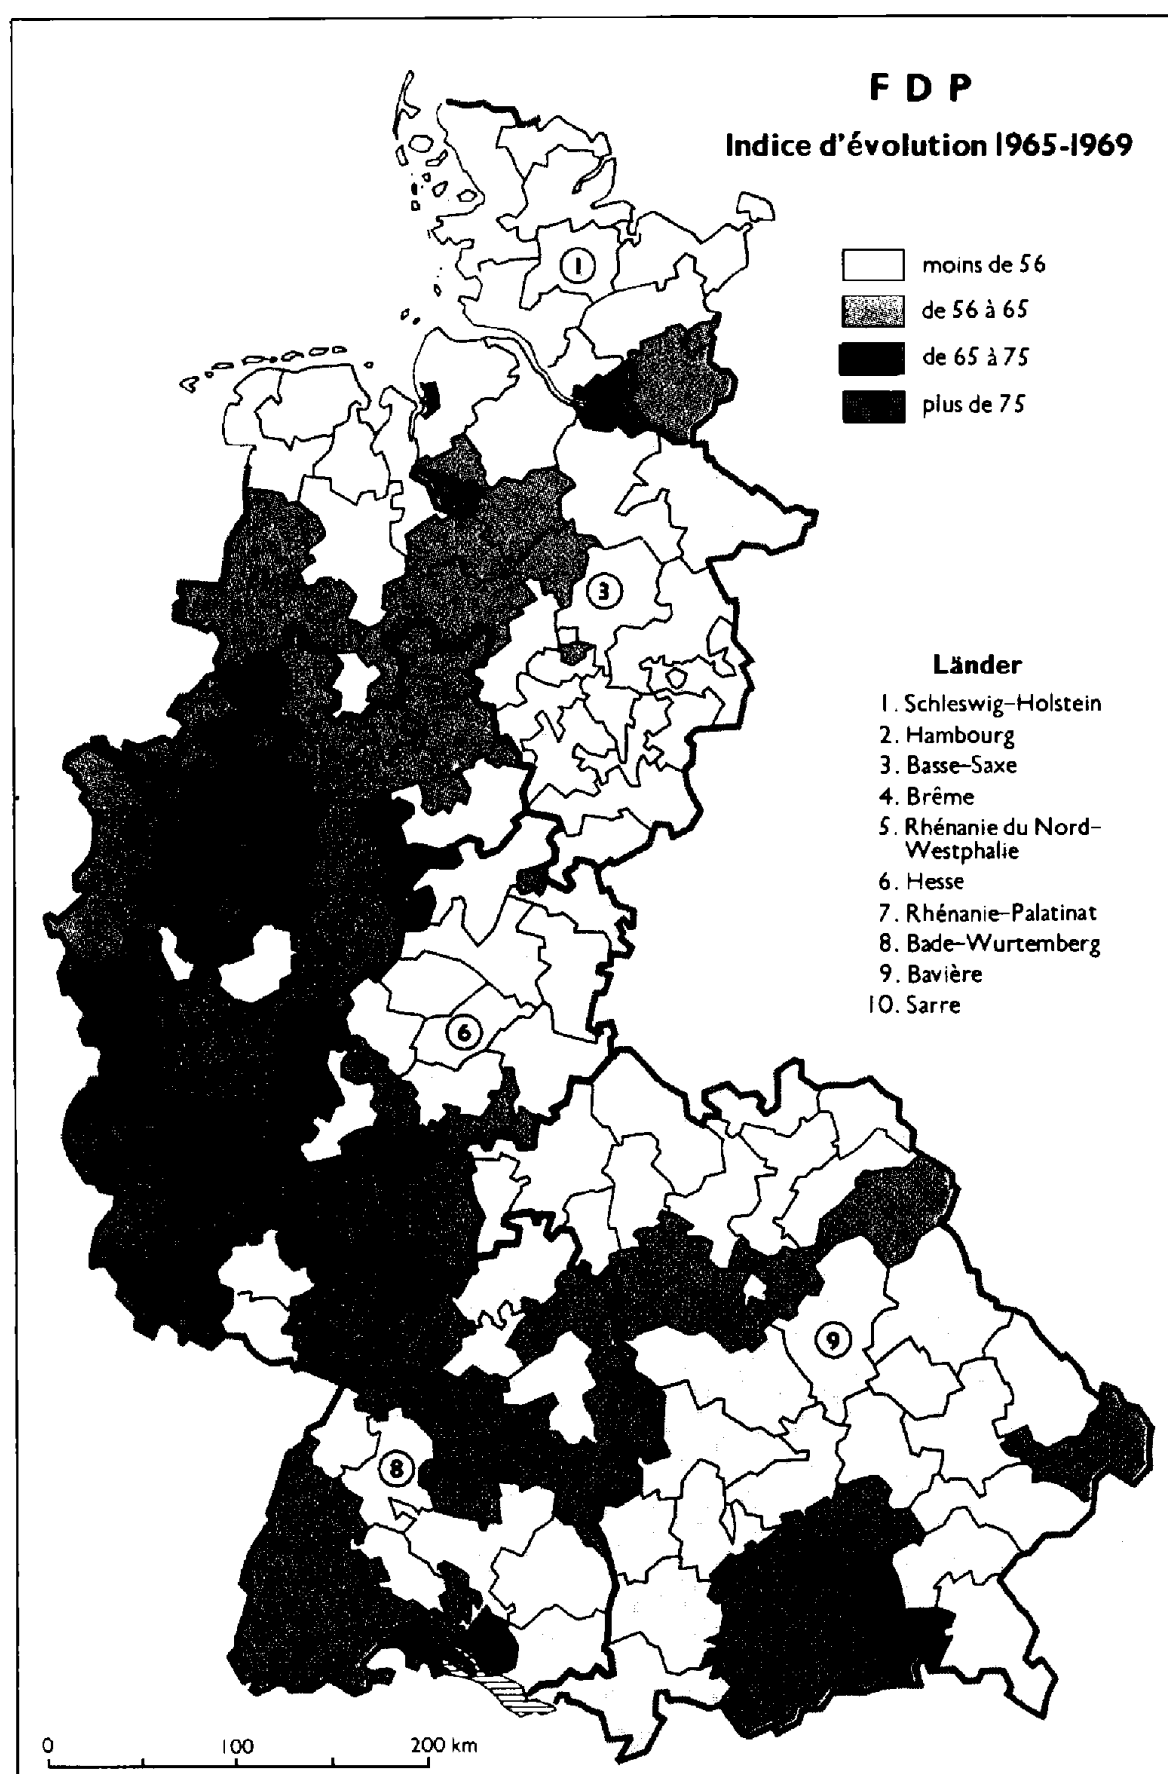 FDP
Indice d'évolution 1965-1969
moins de 56
de 56 à 65
de 65 à 75
plus de 75
Länder
1. Schleswig-Holstein
2. Hambourg
3. Basse-Saxe
4. Brême
5. Rhénanie du Nord-
Westphalie
6. Hesse
7. Rhénanie-Palatinat
8. Bade-Wurtemberg
9. Bavière
10. Sarre
1
3
6
9
8
0 100 200 km